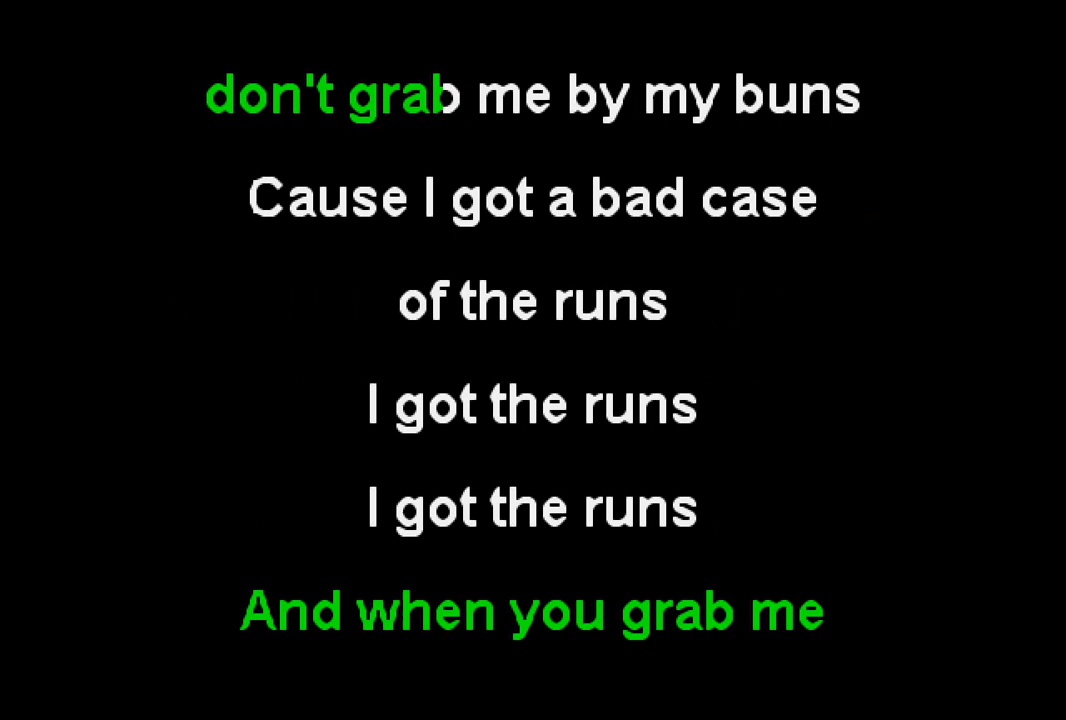 don't grab me by my buns
Cause I got a bad case
of the runs
I got the runs
I got the runs
And when you grab me